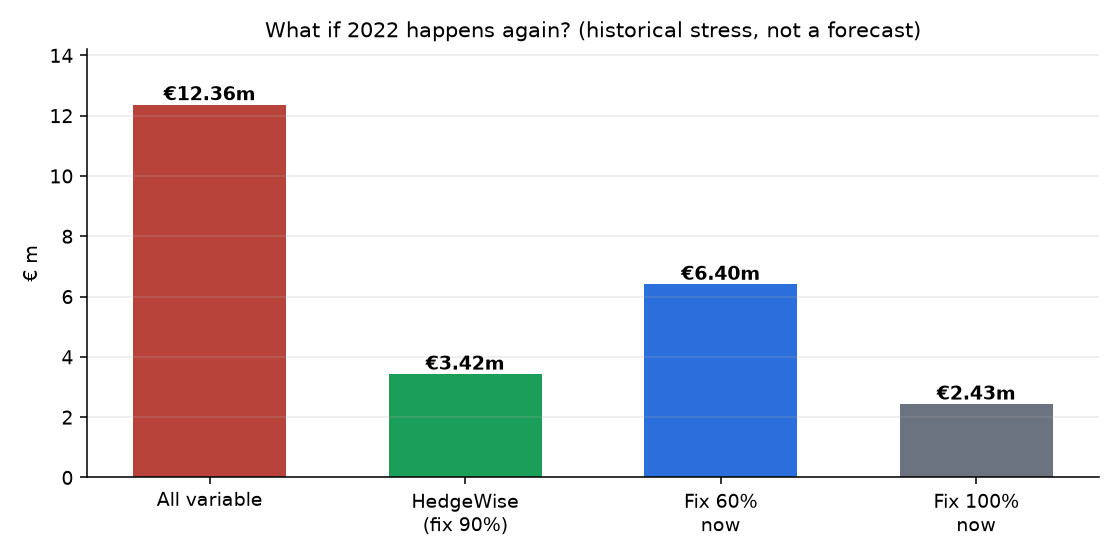 What if 2022 happens again? (historical stress, not a forecast)
€ m
14
12
10
8
6
4
2
0
€12.36m
€3.42m
€6.40m
€2.43m
All variable
HedgeWise
(fix 90%)
Fix 60%
now
Fix 100%
now